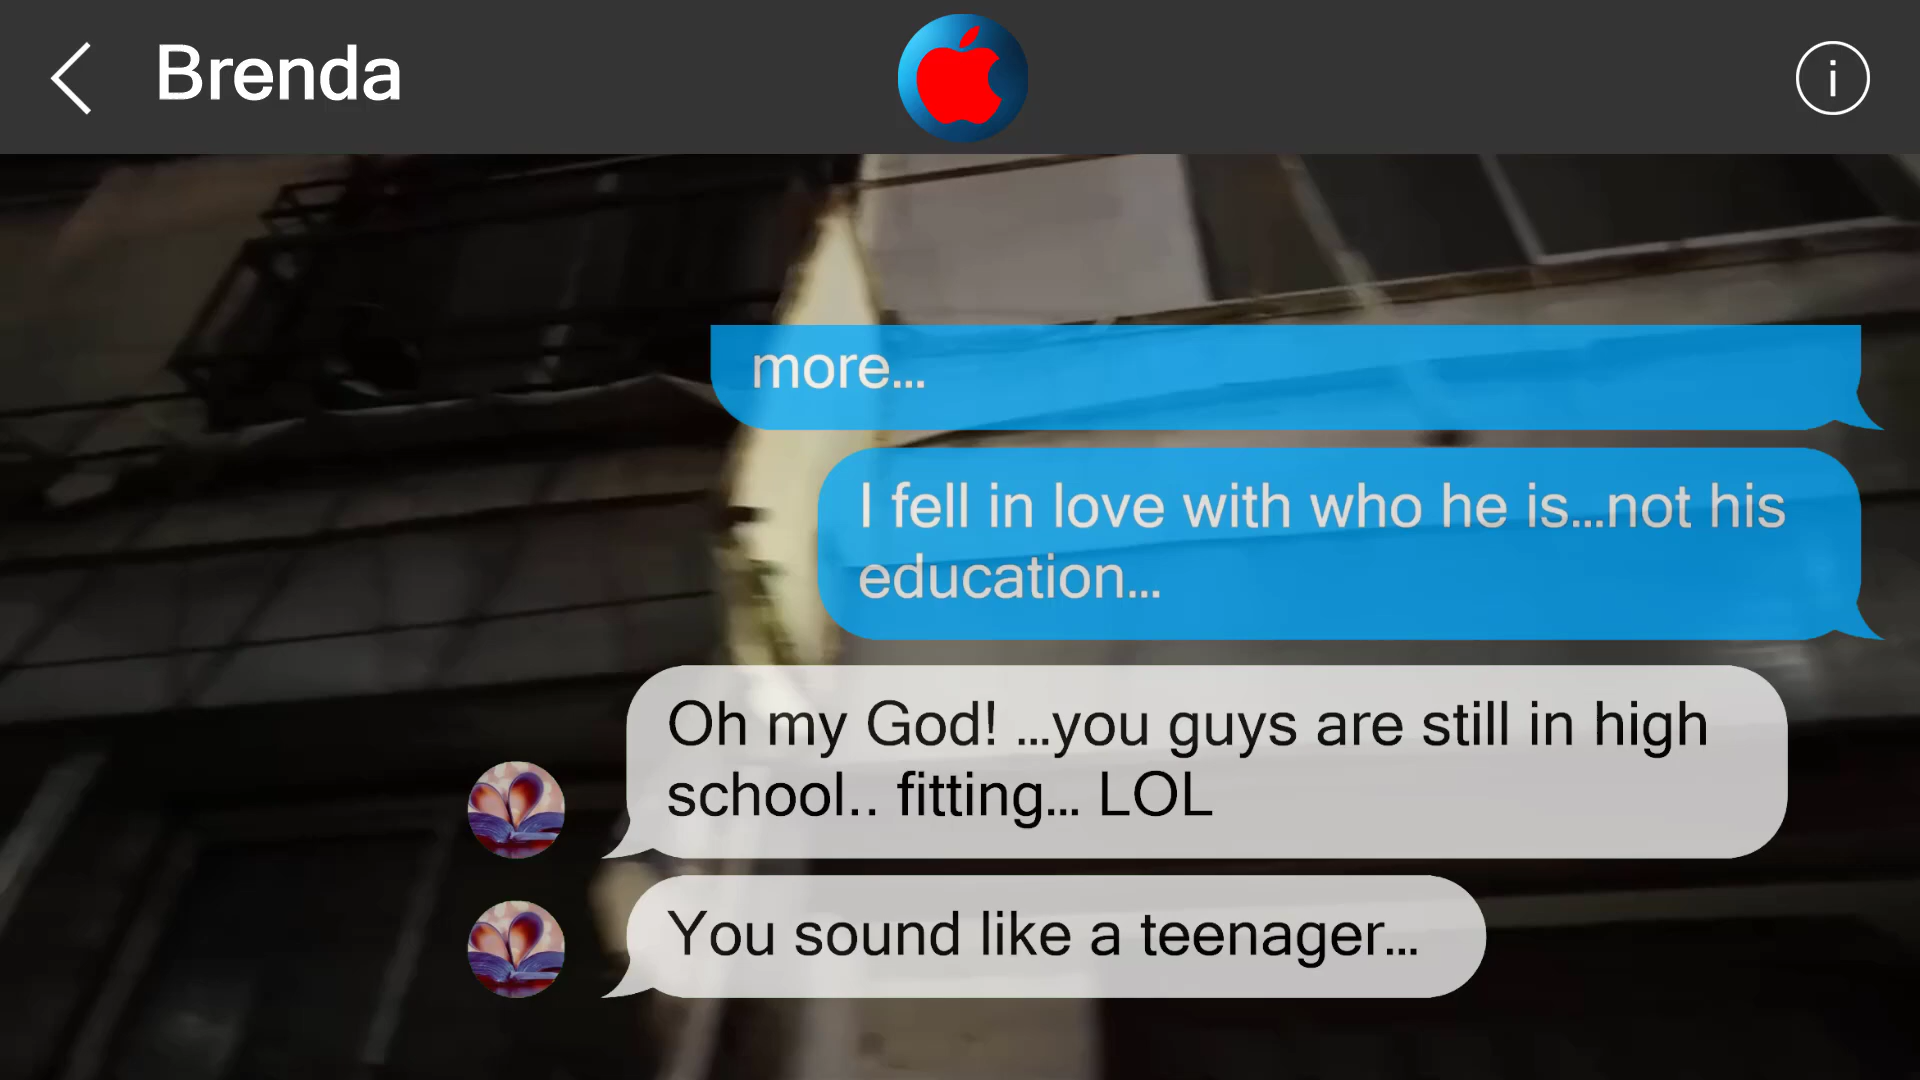 Brenda
i
more...
I fell in love with who he is...not his
education...
Oh my God! ...you guys are still in high
school.. fitting... LOL
You sound like a teenager...